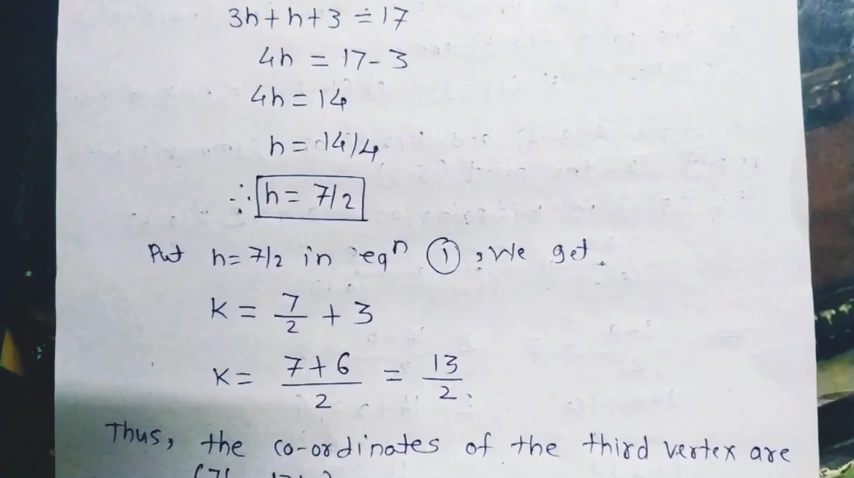 3h + h + 3 = 17
4h = 17 - 3
4h = 14
h = 14/4
∴ h = 7/2
Put h = 7/2 in eqⁿ ①, We get.
K = 7/2 + 3
K = (7+6)/2 = 13/2.
Thus, the co-ordinates of the third vertex are